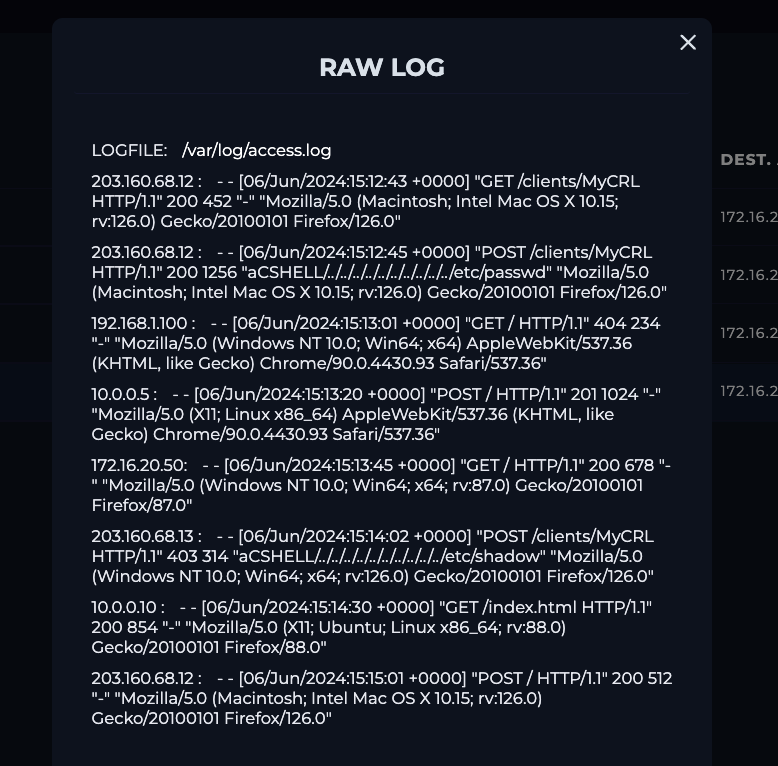 RAW LOG
DEST.
LOGFILE: /var/log/access.log
203.160.68.12 : - - [06/Jun/2024:15:12:43 +0000] "GET /clients/MyCRL
HTTP/1.1" 200 452 "-" "Mozilla/5.0 (Macintosh; Intel Mac OS X 10.15;
rv:126.0) Gecko/20100101 Firefox/126.0"
203.160.68.12 : - - [06/Jun/2024:15:12:45 +0000] "POST /clients/MyCRL
HTTP/1.1" 200 1256 "aCSHELL/../../../../../../../../../../../etc/passwd" "Mozilla/5.0
(Macintosh; Intel Mac OS X 10.15; rv:126.0) Gecko/20100101 Firefox/126.0"
192.168.1.100 : - - [06/Jun/2024:15:13:01 +0000] "GET / HTTP/1.1" 404 234
"-" "Mozilla/5.0 (Windows NT 10.0; Win64; x64) AppleWebKit/537.36
(KHTML, like Gecko) Chrome/90.0.4430.93 Safari/537.36"
10.0.0.5 : - - [06/Jun/2024:15:13:20 +0000] "POST / HTTP/1.1" 201 1024 "-"
"Mozilla/5.0 (X11; Linux x86_64) AppleWebKit/537.36 (KHTML, like
Gecko) Chrome/90.0.4430.93 Safari/537.36"
172.16.20.50: - - [06/Jun/2024:15:13:45 +0000] "GET / HTTP/1.1" 200 678 "-
" "Mozilla/5.0 (Windows NT 10.0; Win64; x64; rv:87.0) Gecko/20100101
Firefox/87.0"
203.160.68.13 : - - [06/Jun/2024:15:14:02 +0000] "POST /clients/MyCRL
HTTP/1.1" 403 314 "aCSHELL/../../../../../../../../../../../etc/shadow" "Mozilla/5.0
(Windows NT 10.0; Win64; x64; rv:126.0) Gecko/20100101 Firefox/126.0"
10.0.0.10 : - - [06/Jun/2024:15:14:30 +0000] "GET /index.html HTTP/1.1"
200 854 "-" "Mozilla/5.0 (X11; Ubuntu; Linux x86_64; rv:88.0)
Gecko/20100101 Firefox/88.0"
203.160.68.12 : - - [06/Jun/2024:15:15:01 +0000] "POST / HTTP/1.1" 200 512
"-" "Mozilla/5.0 (Macintosh; Intel Mac OS X 10.15; rv:126.0)
Gecko/20100101 Firefox/126.0"
172.16.2
172.16.2
172.16.2
172.16.2